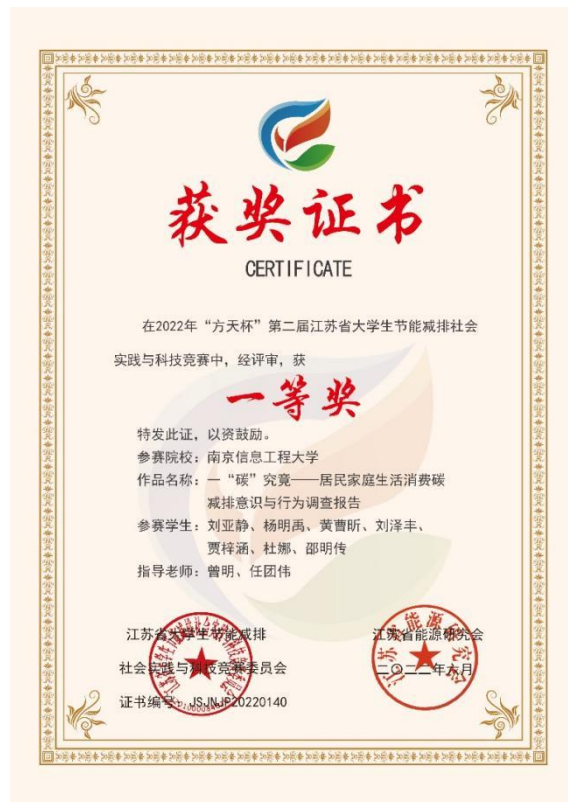 获奖证书
CERTIFICATE
在2022年“方天杯”第二届江苏省大学生节能减排社会
实践与科技竞赛中，经评审，获
一等奖
特发此证，以资鼓励。
参赛院校：南京信息工程大学
作品名称：一“碳”究竟——居民家庭生活消费碳
减排意识与行为调查报告
参赛学生：刘亚静、杨明禹、黄曹昕、刘泽丰、
贾梓涵、杜娜、邵明传
指导老师：曾明、任团伟
江苏省大学生节能减排
社会实践与科技竞赛委员会
证书编号：JSJNJP20220140
江苏省能源研究会
二〇二二年六月
江苏省能源研究会